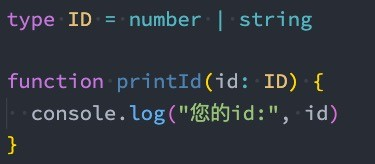 type ID = number | string

function printId(id: ID) {
  console.log("您的id:", id)
}